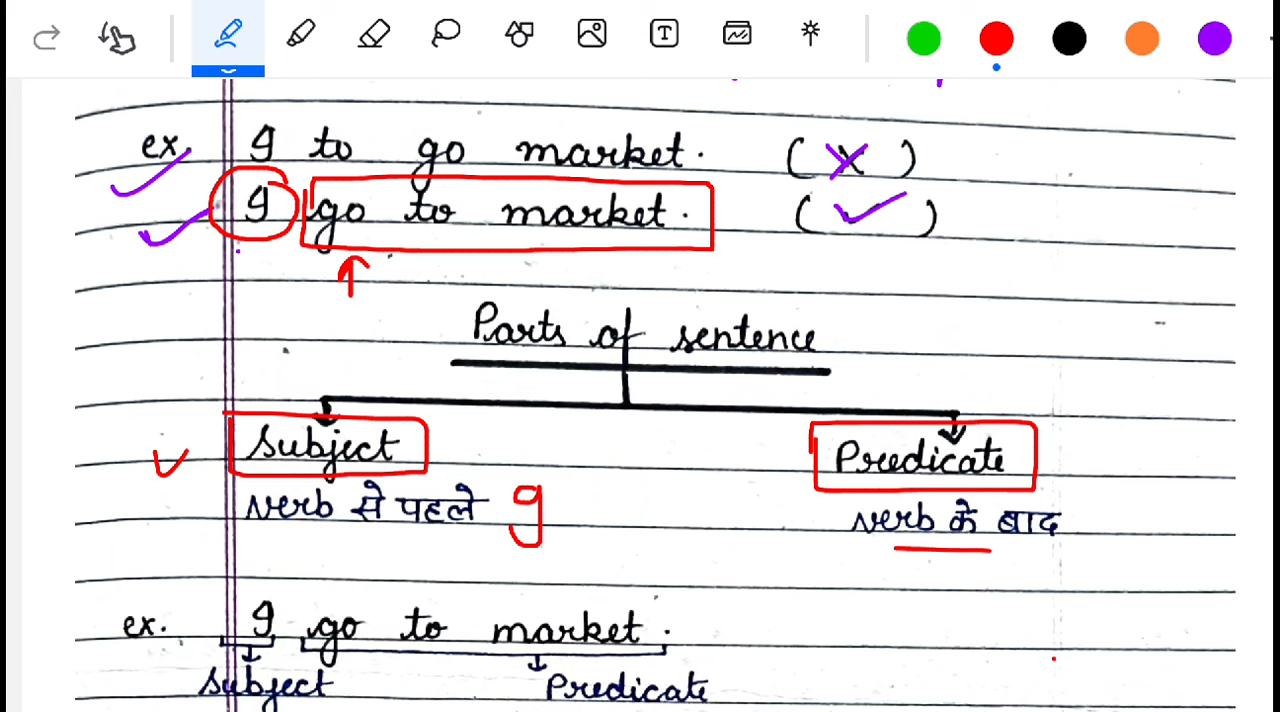 ex. I to go market. (X)
I go to market. (✓)
Parts of sentence
Subject Predicate
verb से पहले I verb के बाद
ex. I go to market.
Subject Predicate